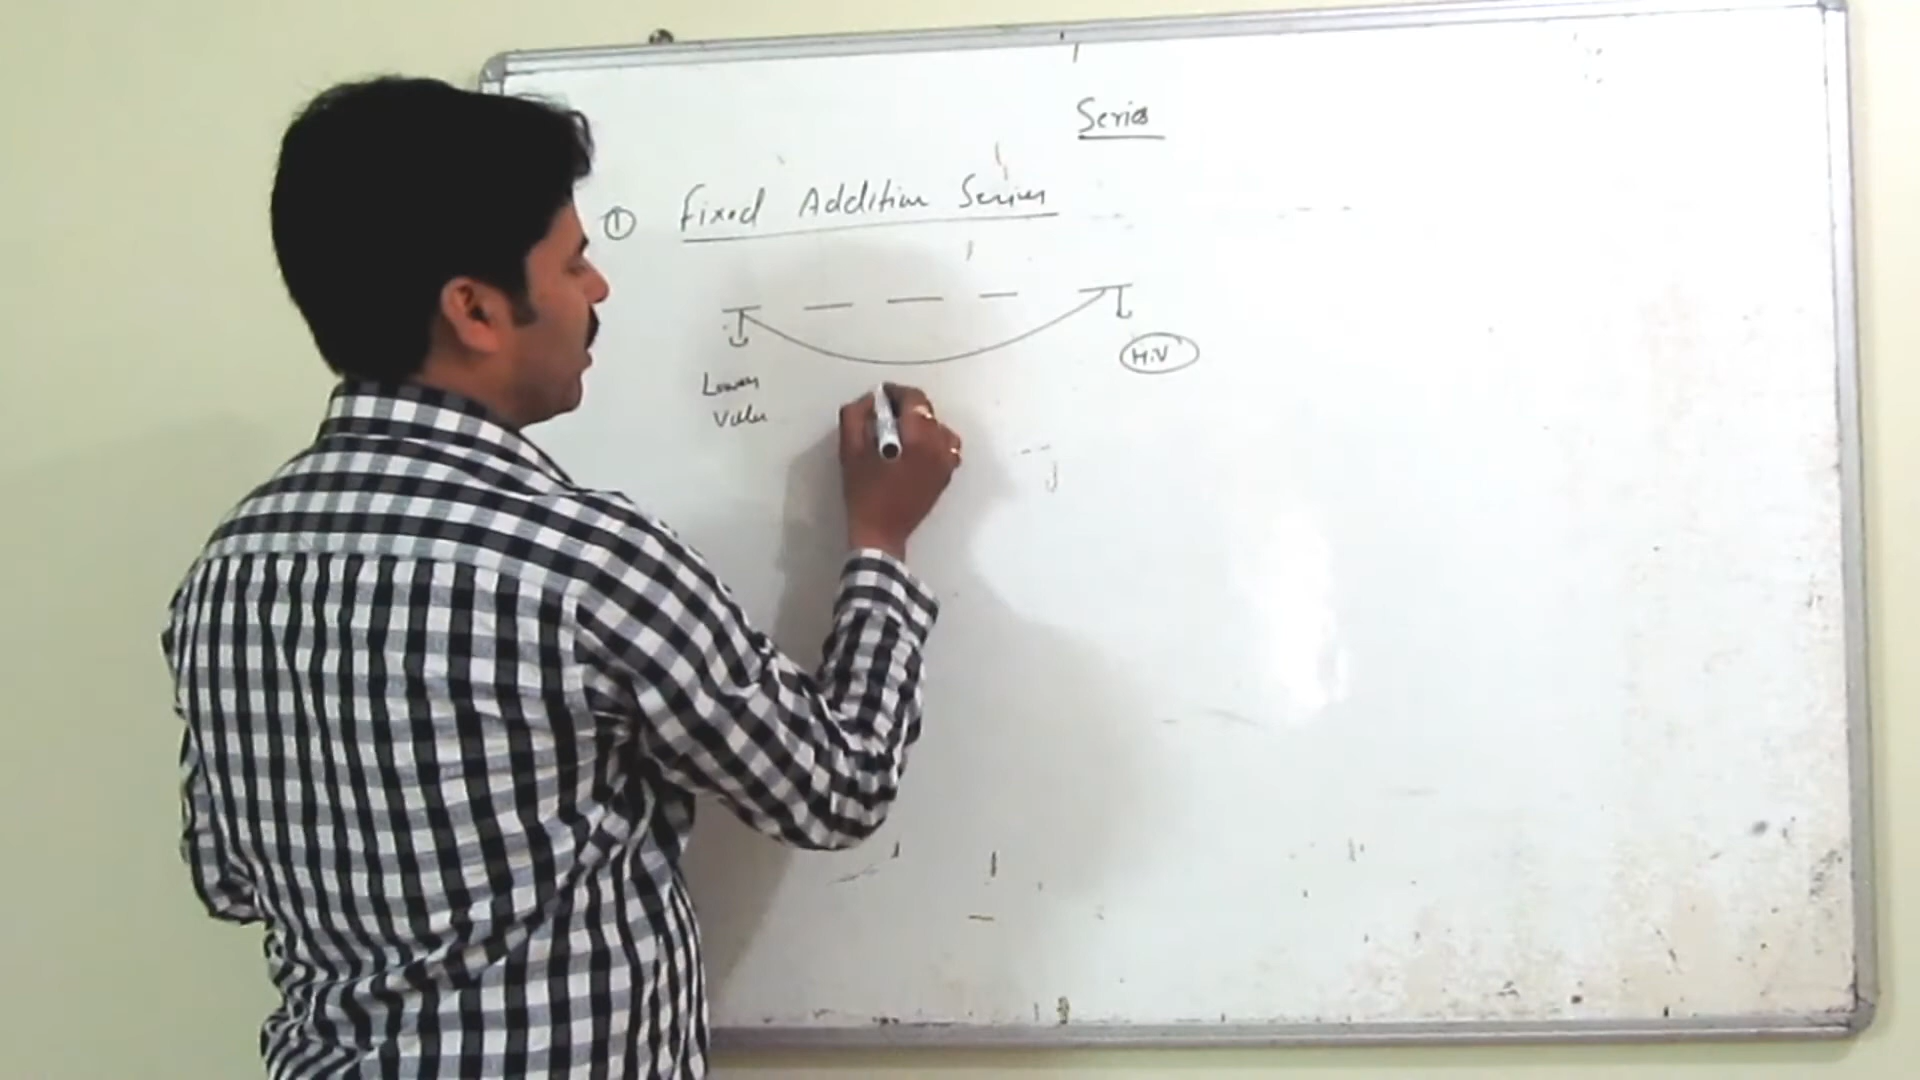 Series
① Fixed Addition Series
H.V
Lower
Value